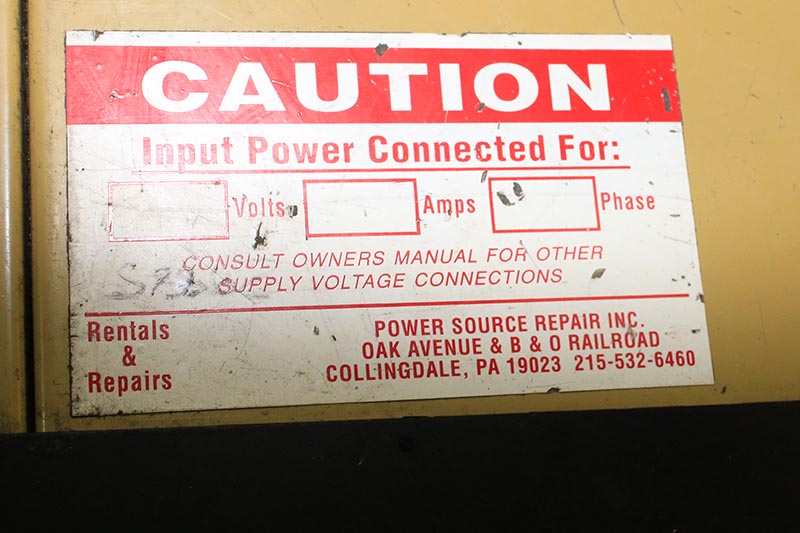 CAUTION
Input Power Connected For:
Volts Amps Phase
CONSULT OWNERS MANUAL FOR OTHER
SUPPLY VOLTAGE CONNECTIONS
Rentals
&
Repairs
POWER SOURCE REPAIR INC.
OAK AVENUE & B & O RAILROAD
COLLINGDALE, PA 19023 215-532-6460